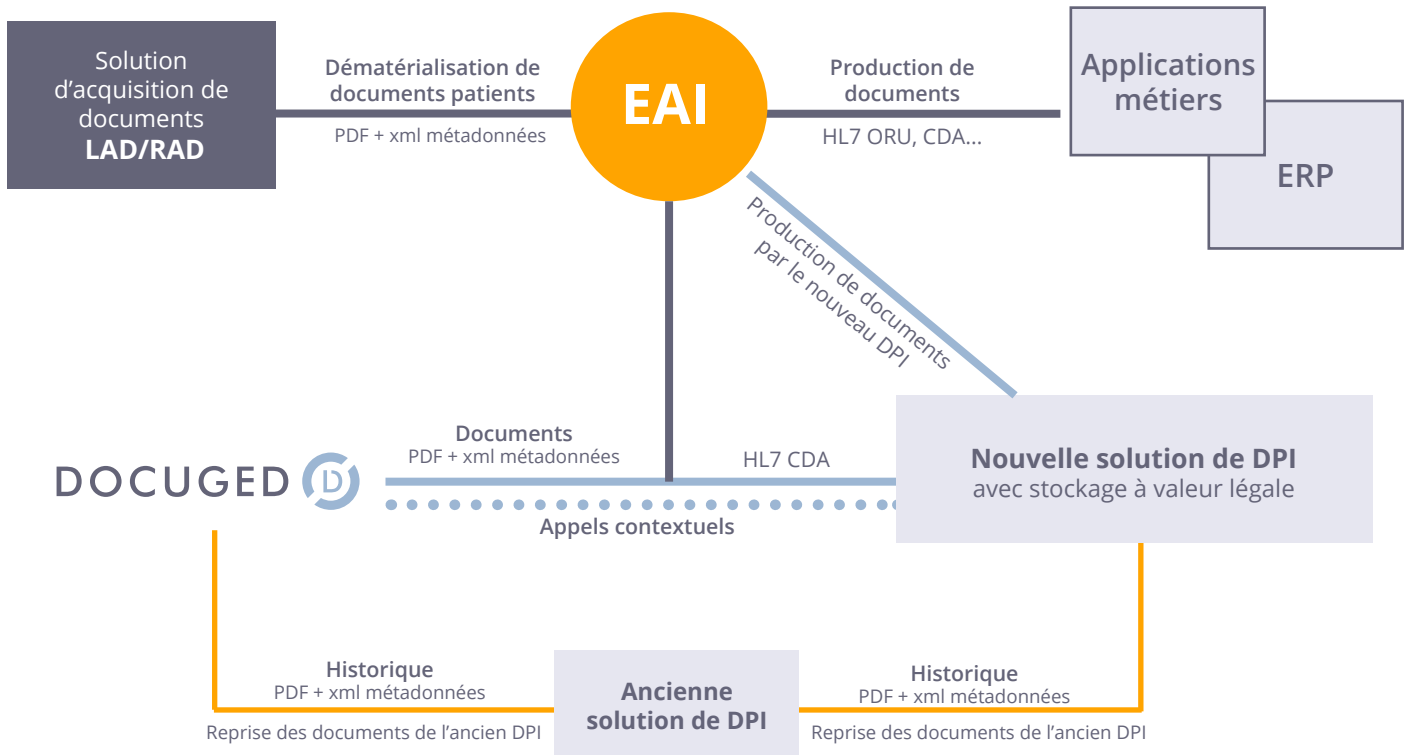 Solution
d’acquisition de
documents
LAD/RAD
Dématérialisation de
documents patients
PDF + xml métadonnées
EAI
Production de
documents
HL7 ORU, CDA...
Applications
métiers
ERP
Production de documents
par le nouveau DPI
DOCUGED D
Documents
PDF + xml métadonnées
HL7 CDA
Appels contextuels
Nouvelle solution de DPI
avec stockage à valeur légale
Historique
PDF + xml métadonnées
Reprise des documents de l’ancien DPI
Ancienne
solution de DPI
Historique
PDF + xml métadonnées
Reprise des documents de l’ancien DPI